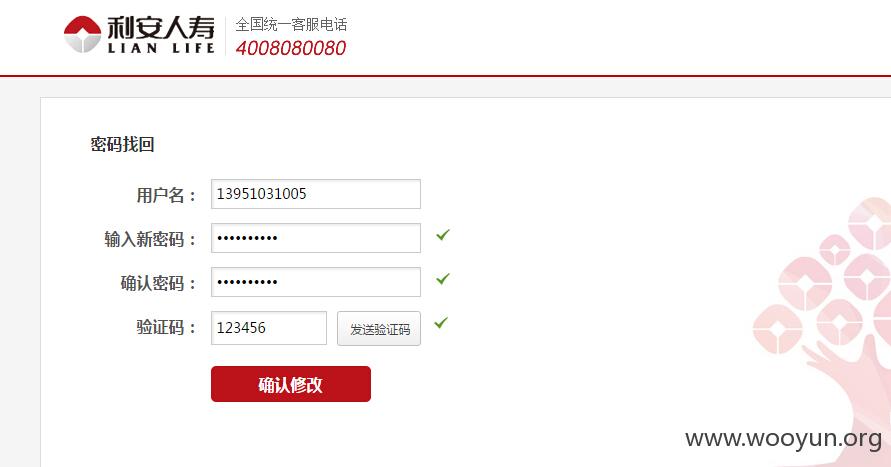 利安人寿
LIAN LIFE
全国统一客服电话
4008080080
密码找回
用户名： 13951031005
输入新密码： ••••••••••
确认密码： ••••••••••
验证码： 123456 发送验证码
确认修改
www.wooyun.org